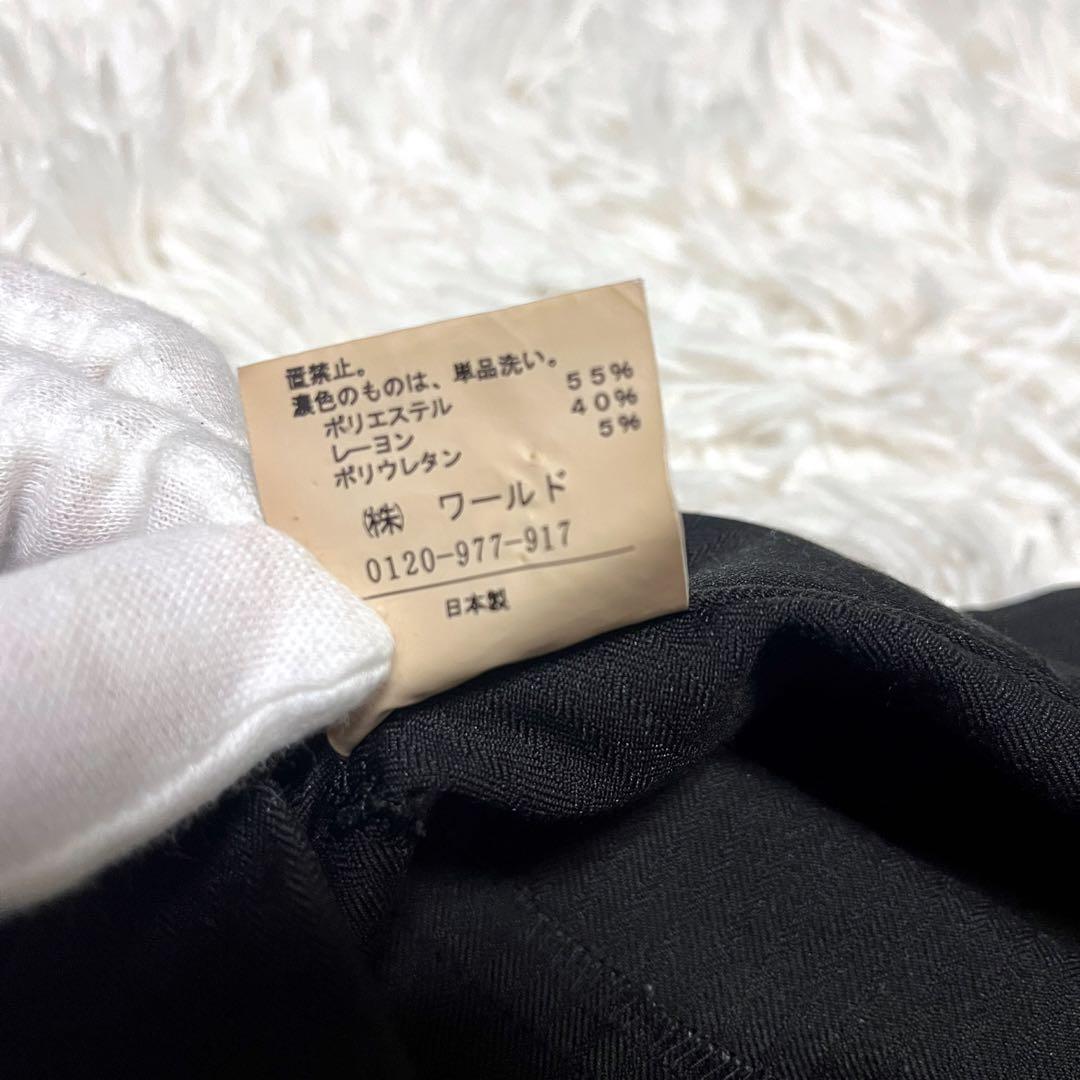 置禁止。
濃色のものは、単品洗い。
ポリエステル 55%
レーヨン 40%
ポリウレタン 5%
㈱ ワールド
0120-977-917
日本製